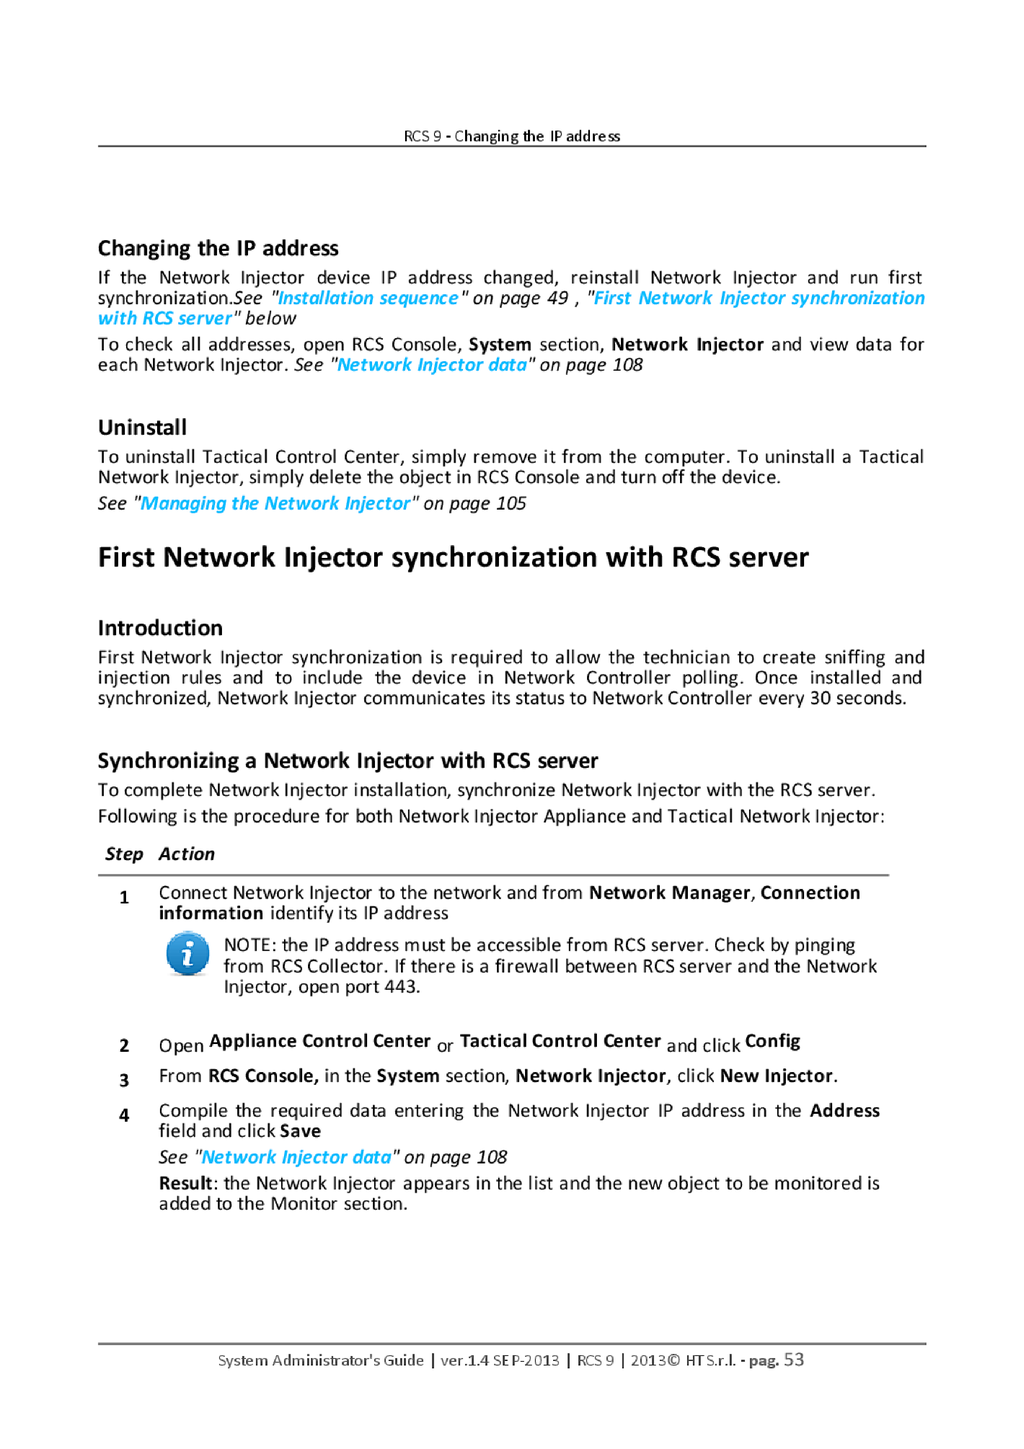 RCS 9 - Changing the IP address
Changing the IP address
If the Network Injector device IP address changed, reinstall Network Injector and run first
synchronization.See "Installation sequence" on page 49 , "First Network Injector synchronization
with RCS server" below
To check all addresses, open RCS Console, System section, Network Injector and view data for
each Network Injector. See "Network Injector data" on page 108
Uninstall
To uninstall Tactical Control Center, simply remove it from the computer. To uninstall a Tactical
Network Injector, simply delete the object in RCS Console and turn off the device.
See "Managing the Network Injector" on page 105
First Network Injector synchronization with RCS server
Introduction
First Network Injector synchronization is required to allow the technician to create sniffing and
injection rules and to include the device in Network Controller polling. Once installed and
synchronized, Network Injector communicates its status to Network Controller every 30 seconds.
Synchronizing a Network Injector with RCS server
To complete Network Injector installation, synchronize Network Injector with the RCS server.
Following is the procedure for both Network Injector Appliance and Tactical Network Injector:
Step Action
1 Connect Network Injector to the network and from Network Manager, Connection
information identify its IP address
NOTE: the IP address must be accessible from RCS server. Check by pinging
from RCS Collector. If there is a firewall between RCS server and the Network
Injector, open port 443.
2 Open Appliance Control Center or Tactical Control Center and click Config
3 From RCS Console, in the System section, Network Injector, click New Injector.
4 Compile the required data entering the Network Injector IP address in the Address
field and click Save
See "Network Injector data" on page 108
Result: the Network Injector appears in the list and the new object to be monitored is
added to the Monitor section.
System Administrator's Guide | ver.1.4 SEP-2013 | RCS 9 | 2013© HT S.r.l. - pag. 53